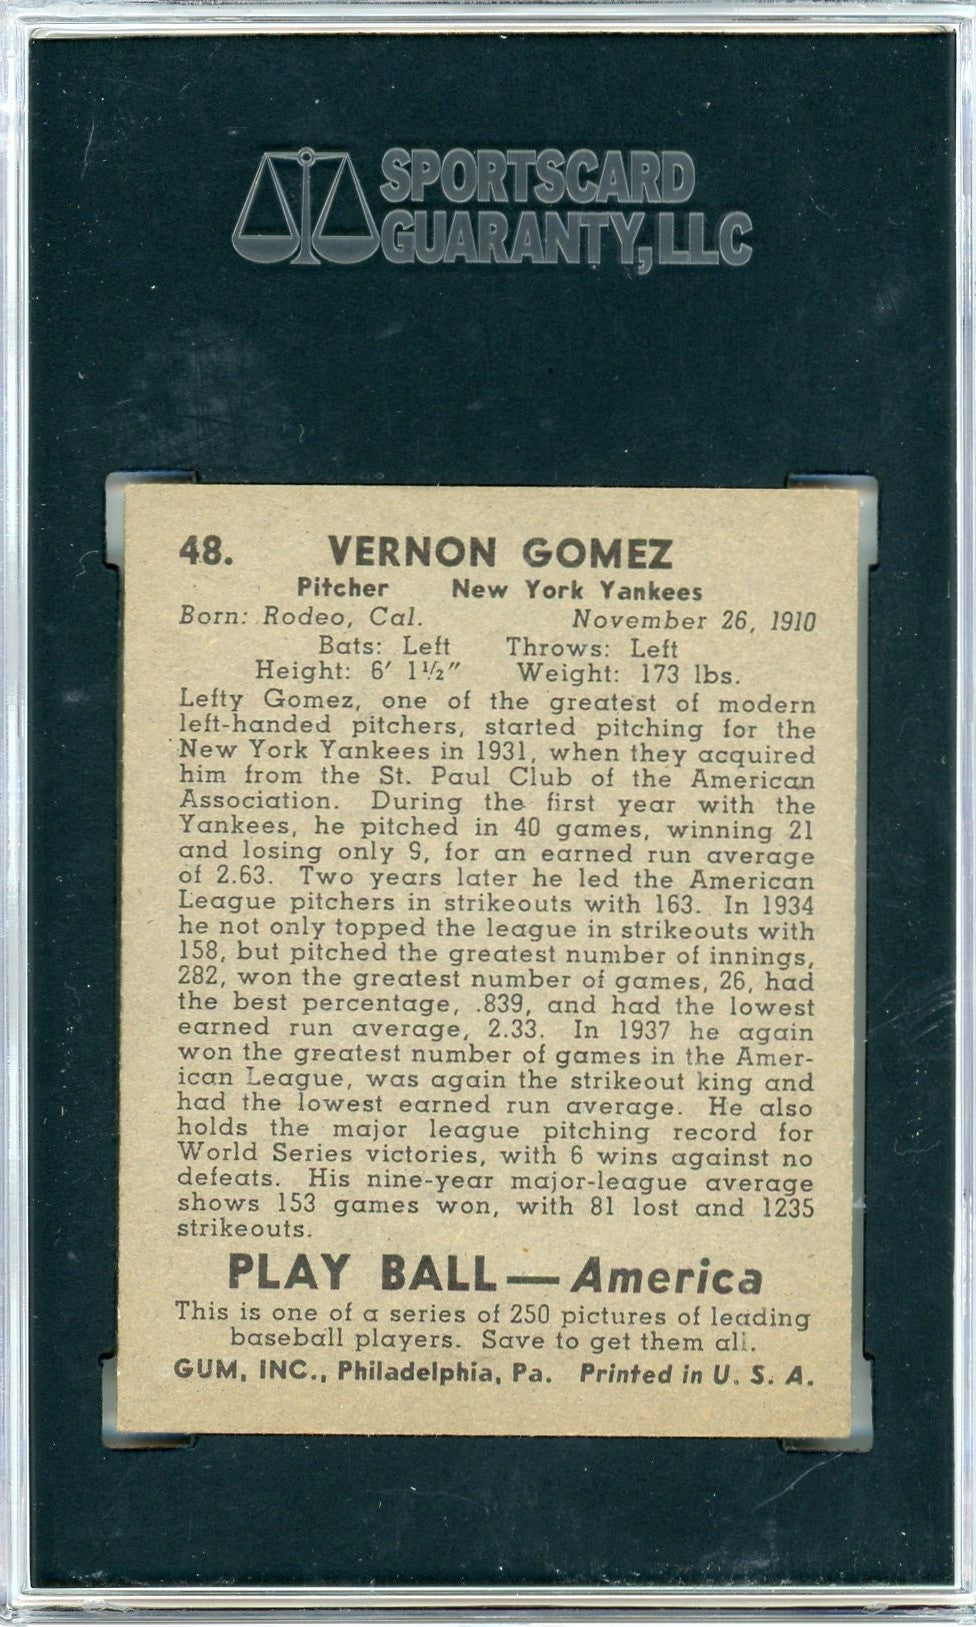 SPORTSCARD
GUARANTY, LLC
48. VERNON GOMEZ
Pitcher New York Yankees
Born: Rodeo, Cal. November 26, 1910
Bats: Left Throws: Left
Height: 6′ 1½″ Weight: 173 lbs.
Lefty Gomez, one of the greatest of modern
left-handed pitchers, started pitching for the
New York Yankees in 1931, when they acquired
him from the St. Paul Club of the American
Association. During the first year with the
Yankees, he pitched in 40 games, winning 21
and losing only 9, for an earned run average
of 2.63. Two years later he led the American
League pitchers in strikeouts with 163. In 1934
he not only topped the league in strikeouts with
158, but pitched the greatest number of innings,
282, won the greatest number of games, 26, had
the best percentage, .839, and had the lowest
earned run average, 2.33. In 1937 he again
won the greatest number of games in the Amer-
ican League, was again the strikeout king and
had the lowest earned run average. He also
holds the major league pitching record for
World Series victories, with 6 wins against no
defeats. His nine-year major-league average
shows 153 games won, with 81 lost and 1235
strikeouts.
PLAY BALL — America
This is one of a series of 250 pictures of leading
baseball players. Save to get them all.
GUM, INC., Philadelphia, Pa. Printed in U. S. A.